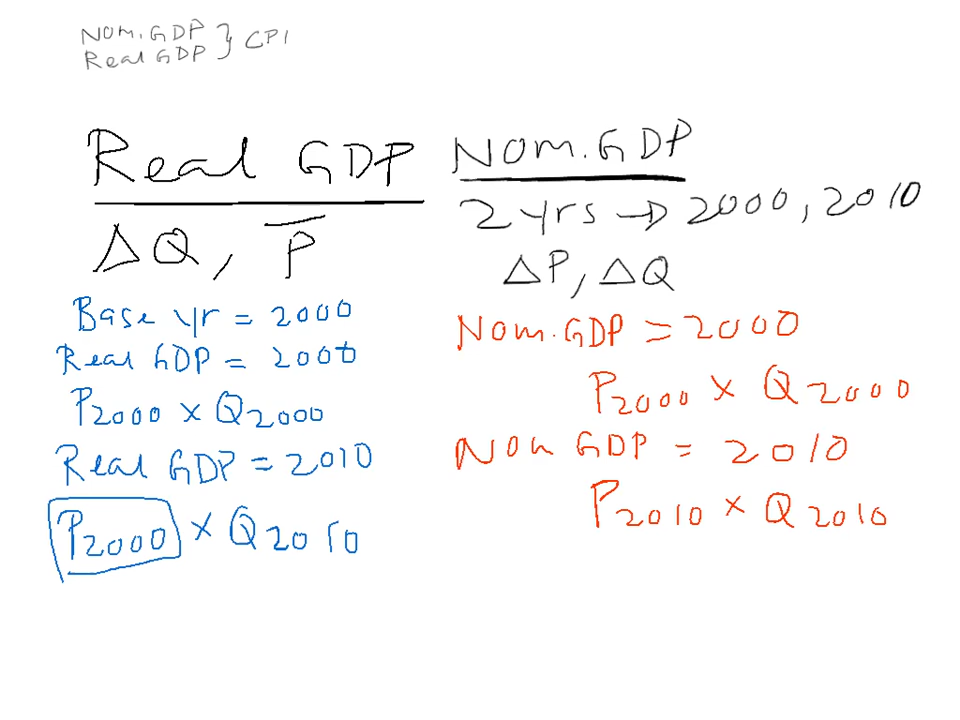 Nom. GDP } CPI
Real GDP
Real GDP
ΔQ, P̅
Base yr = 2000
Real GDP = 2000
P2000 x Q2000
Real GDP = 2010
P2000 x Q2010
Nom. GDP
2 yrs → 2000, 2010
ΔP, ΔQ
Nom. GDP = 2000
P2000 x Q2000
Nom GDP = 2010
P2010 x Q2010